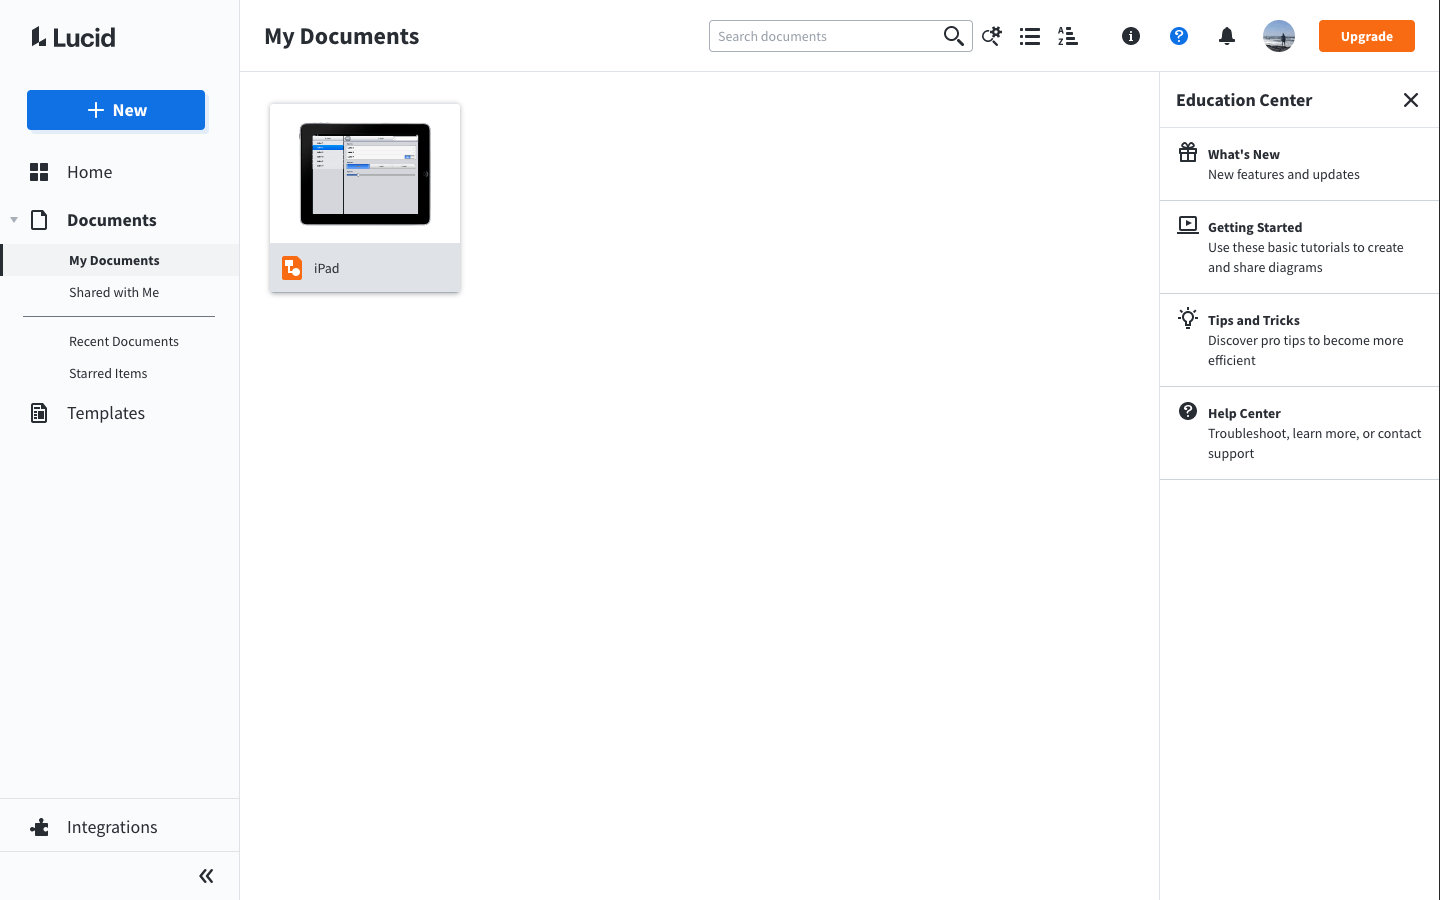 Lucid
New
Home
Documents
My Documents
Shared with Me
Recent Documents
Starred Items
Templates
Integrations
My Documents
Search documents
Upgrade
iPad
Education Center
What's New
New features and updates
Getting Started
Use these basic tutorials to create
and share diagrams
Tips and Tricks
Discover pro tips to become more
efficient
Help Center
Troubleshoot, learn more, or contact
support